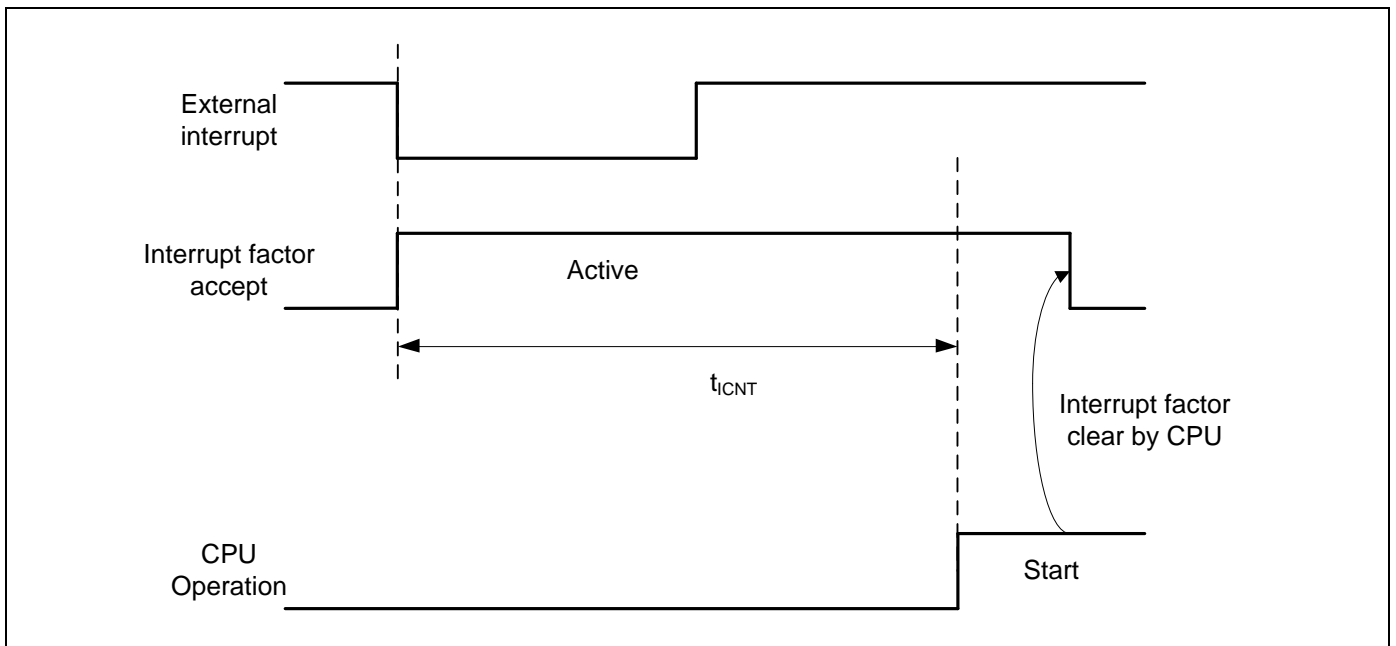 External
interrupt
Interrupt factor
accept
Active
tICNT
Interrupt factor
clear by CPU
CPU
Operation
Start